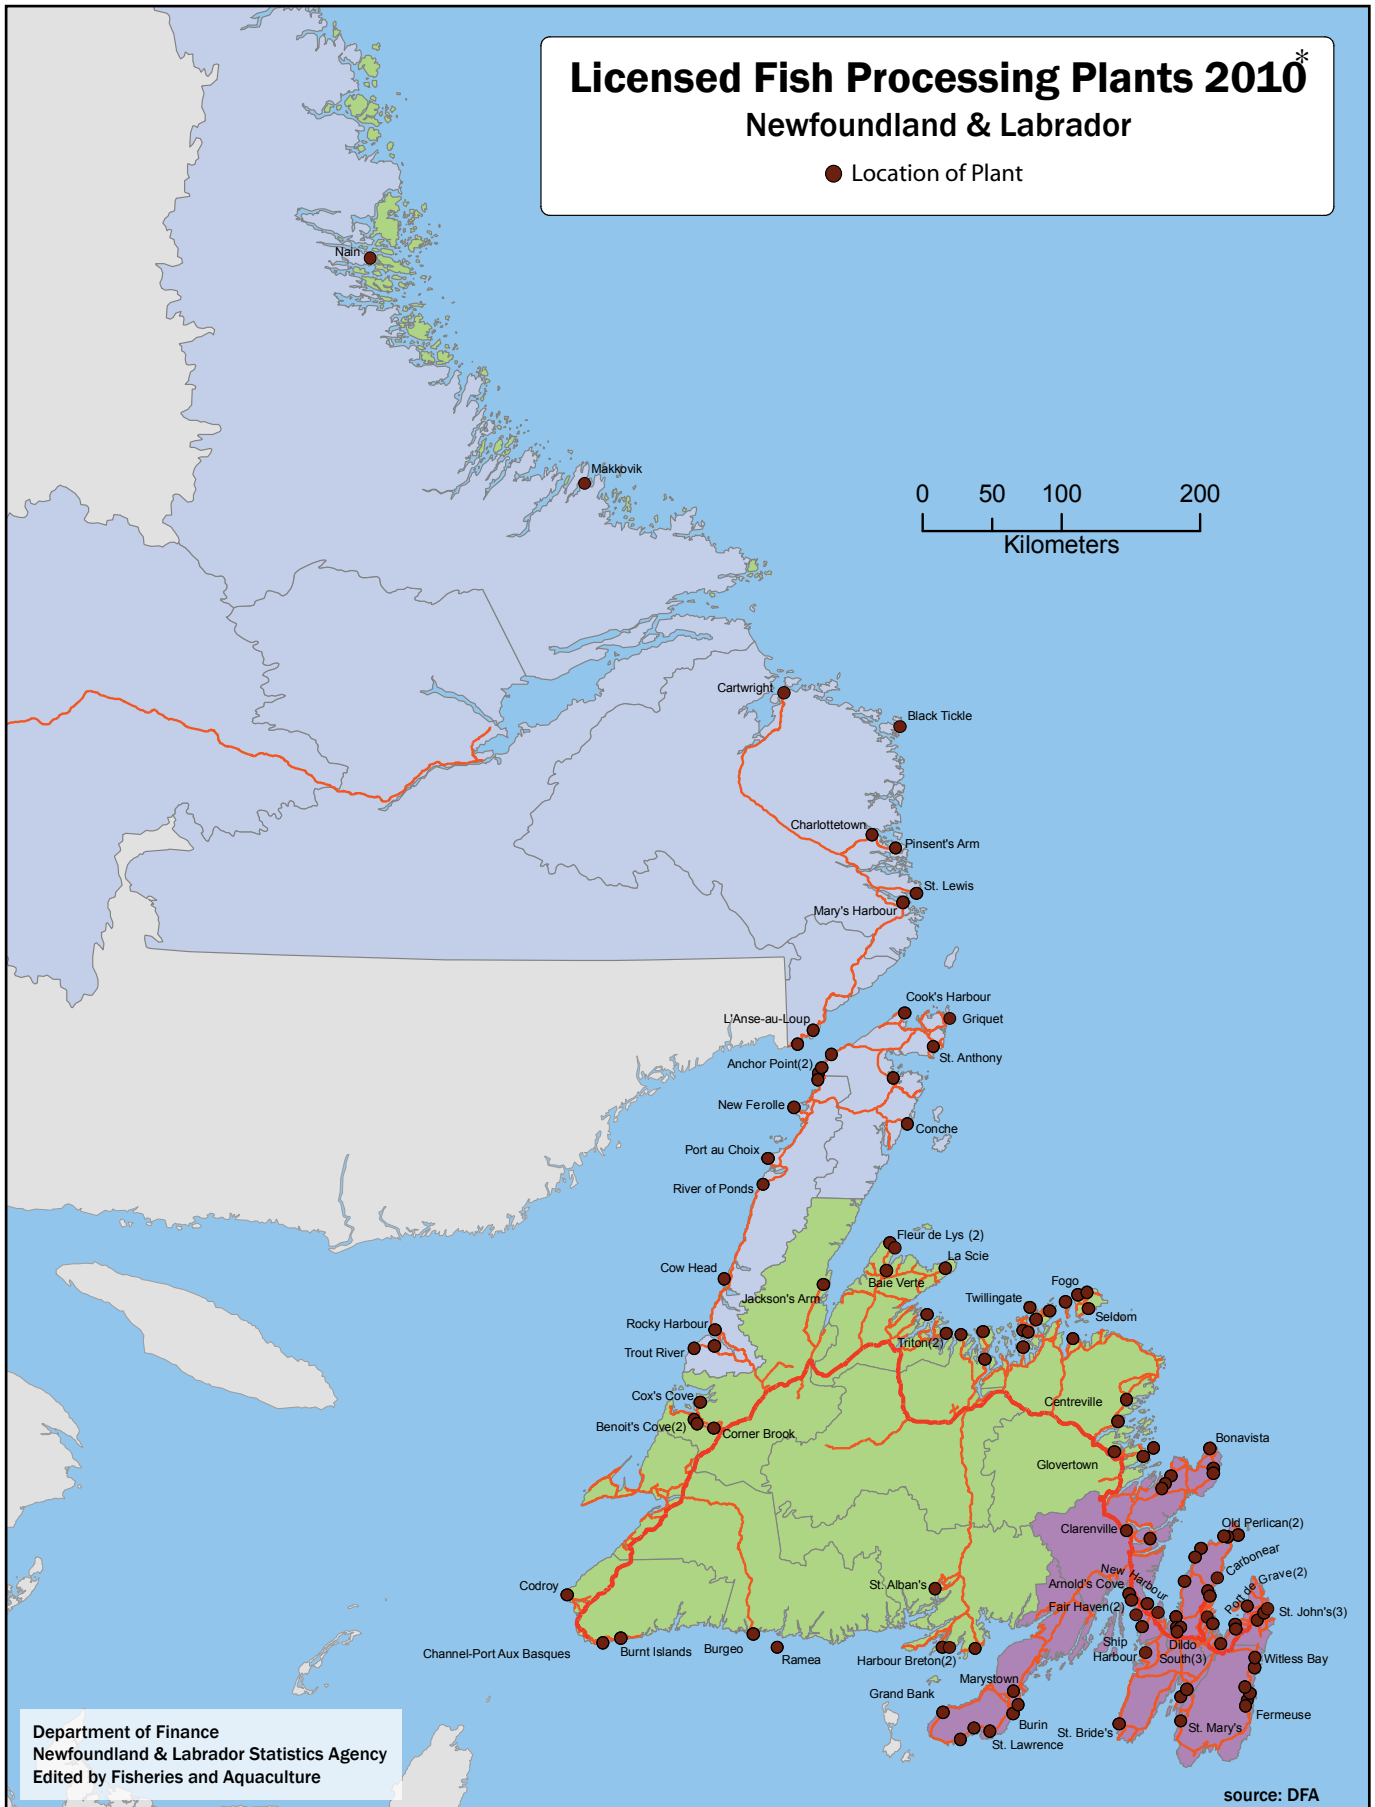 Licensed Fish Processing Plants 2010*
Newfoundland & Labrador
Location of Plant
Nain
Makkovik
0 50 100 200
Kilometers
Cartwright
Black Tickle
Charlottetown
Pinsent's Arm
St. Lewis
Mary's Harbour
Cook's Harbour
L'Anse-au-Loup
Griquet
St. Anthony
Anchor Point(2)
New Ferolle
Conche
Port au Choix
River of Ponds
Fleur de Lys (2)
La Scie
Cow Head
Baie Verte
Fogo
Jackson's Arm
Twillingate
Seldom
Rocky Harbour
Triton(2)
Trout River
Cox's Cove
Centreville
Benoit's Cove(2)
Corner Brook
Bonavista
Glovertown
Clarenville
Old Perlican(2)
Carbonear
New Harbour
Port de Grave(2)
Codroy
St. Alban's
Arnold's Cove
Fair Haven(2)
St. John's(3)
Channel-Port Aux Basques
Burnt Islands
Burgeo
Ramea
Harbour Breton(2)
Ship
Harbour
Dildo
South(3)
Witless Bay
Marystown
Grand Bank
Burin
St. Lawrence
St. Bride's
St. Mary's
Fermeuse
Department of Finance
Newfoundland & Labrador Statistics Agency
Edited by Fisheries and Aquaculture
source: DFA